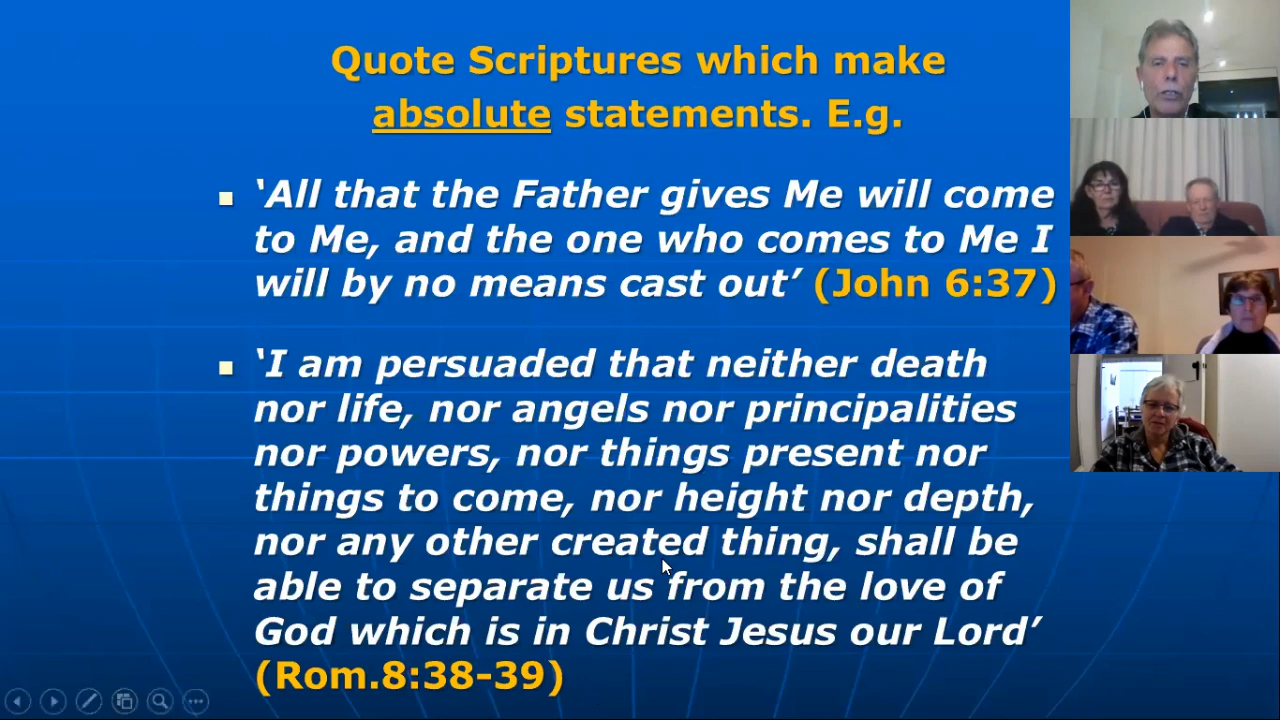 Quote Scriptures which make
absolute statements. E.g.
‘All that the Father gives Me will come
to Me, and the one who comes to Me I
will by no means cast out’ (John 6:37)
‘I am persuaded that neither death
nor life, nor angels nor principalities
nor powers, nor things present nor
things to come, nor height nor depth,
nor any other created thing, shall be
able to separate us from the love of
God which is in Christ Jesus our Lord’
(Rom.8:38-39)